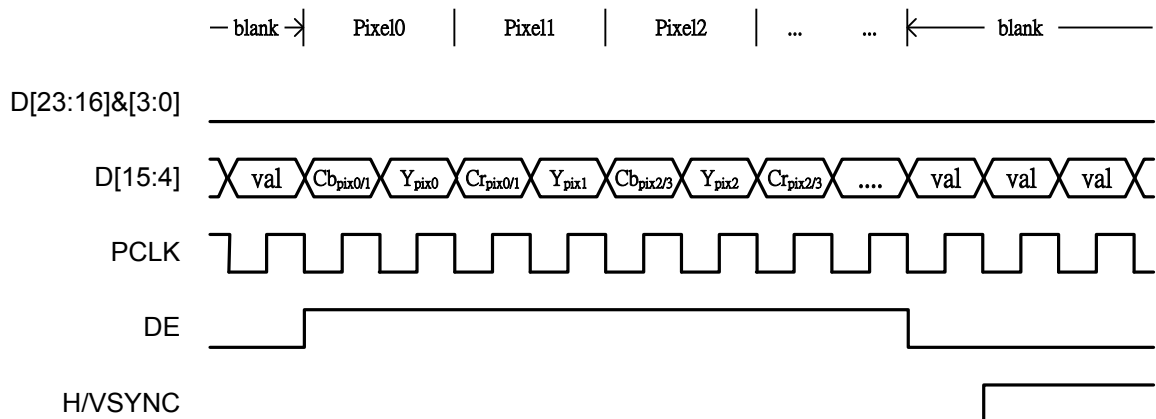 blank Pixel0 Pixel1 Pixel2 ... ... blank
D[23:16]&[3:0]
D[15:4] val Cbpix0/1 Ypix0 Crpix0/1 Ypix1 Cbpix2/3 Ypix2 Crpix2/3 .... val val val
PCLK
DE
H/VSYNC